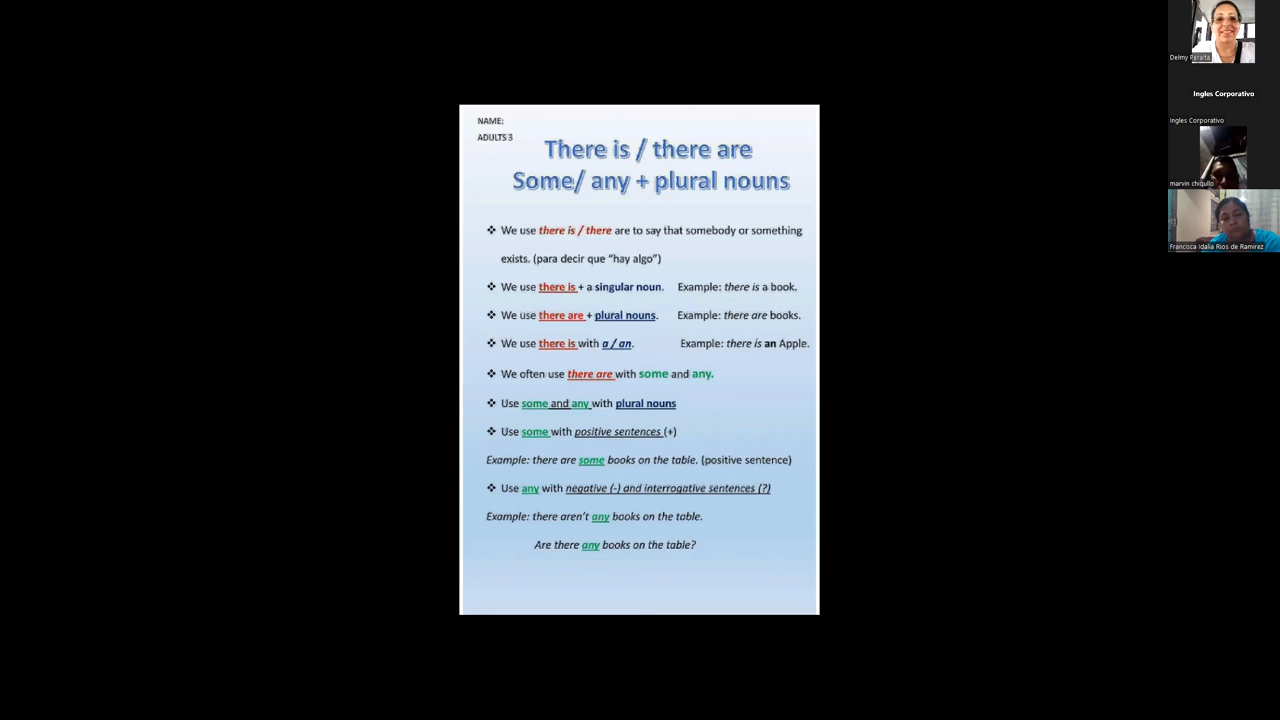 NAME:
ADULTS 3
There is / there are
Some/ any + plural nouns
❖ We use there is / there are to say that somebody or something
exists. (para decir que “hay algo”)
❖ We use there is + a singular noun. Example: there is a book.
❖ We use there are + plural nouns. Example: there are books.
❖ We use there is with a / an. Example: there is an Apple.
❖ We often use there are with some and any.
❖ Use some and any with plural nouns
❖ Use some with positive sentences (+)
Example: there are some books on the table. (positive sentence)
❖ Use any with negative (-) and interrogative sentences (?)
Example: there aren’t any books on the table.
Are there any books on the table?
Delmy Peralta
Ingles Corporativo
Ingles Corporativo
marvin chiquillo
Francisca Idalia Rios de Ramirez